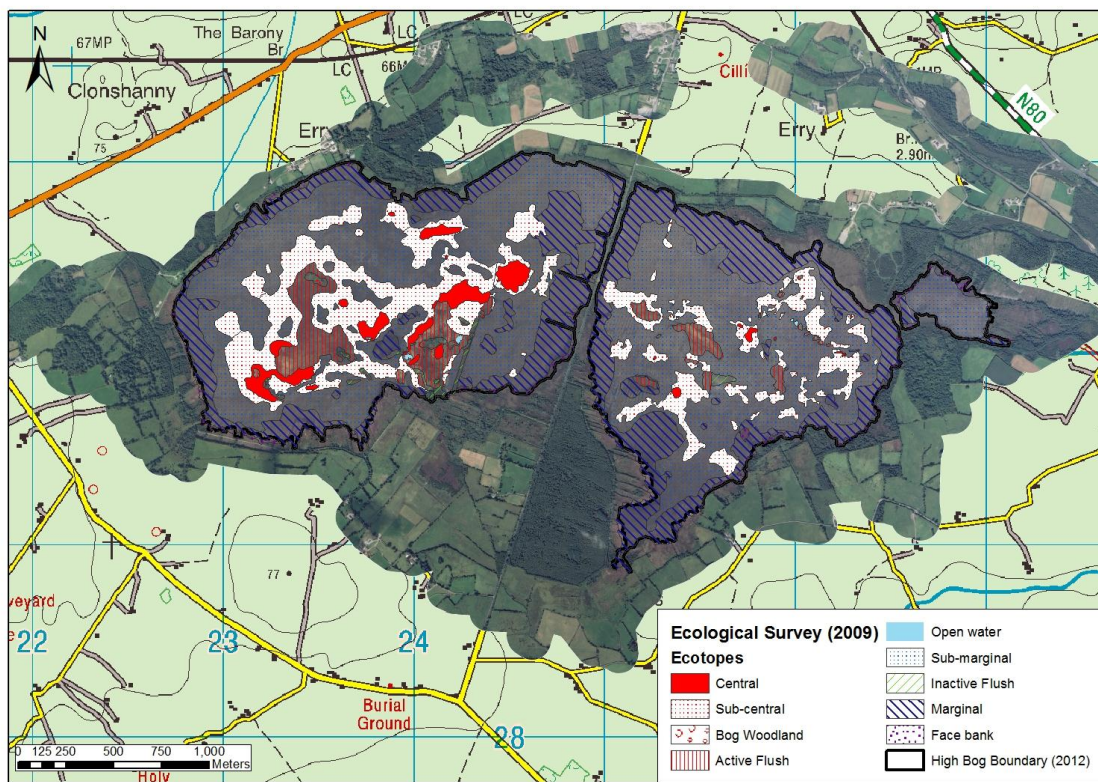 N
67MP
The Barony
Br
LC
LC
LC
66M
Clonshanny
0
75
Erry
Cillí
Erry
1MP
N80
Br.
2.90m
77
veyard
22
23
24
28
Burial
Ground
Holy
0 125 250 500 750 1,000
Meters
Ecological Survey (2009)
Ecotopes
Central
Sub-central
Bog Woodland
Active Flush
Open water
Sub-marginal
Inactive Flush
Marginal
Face bank
High Bog Boundary (2012)